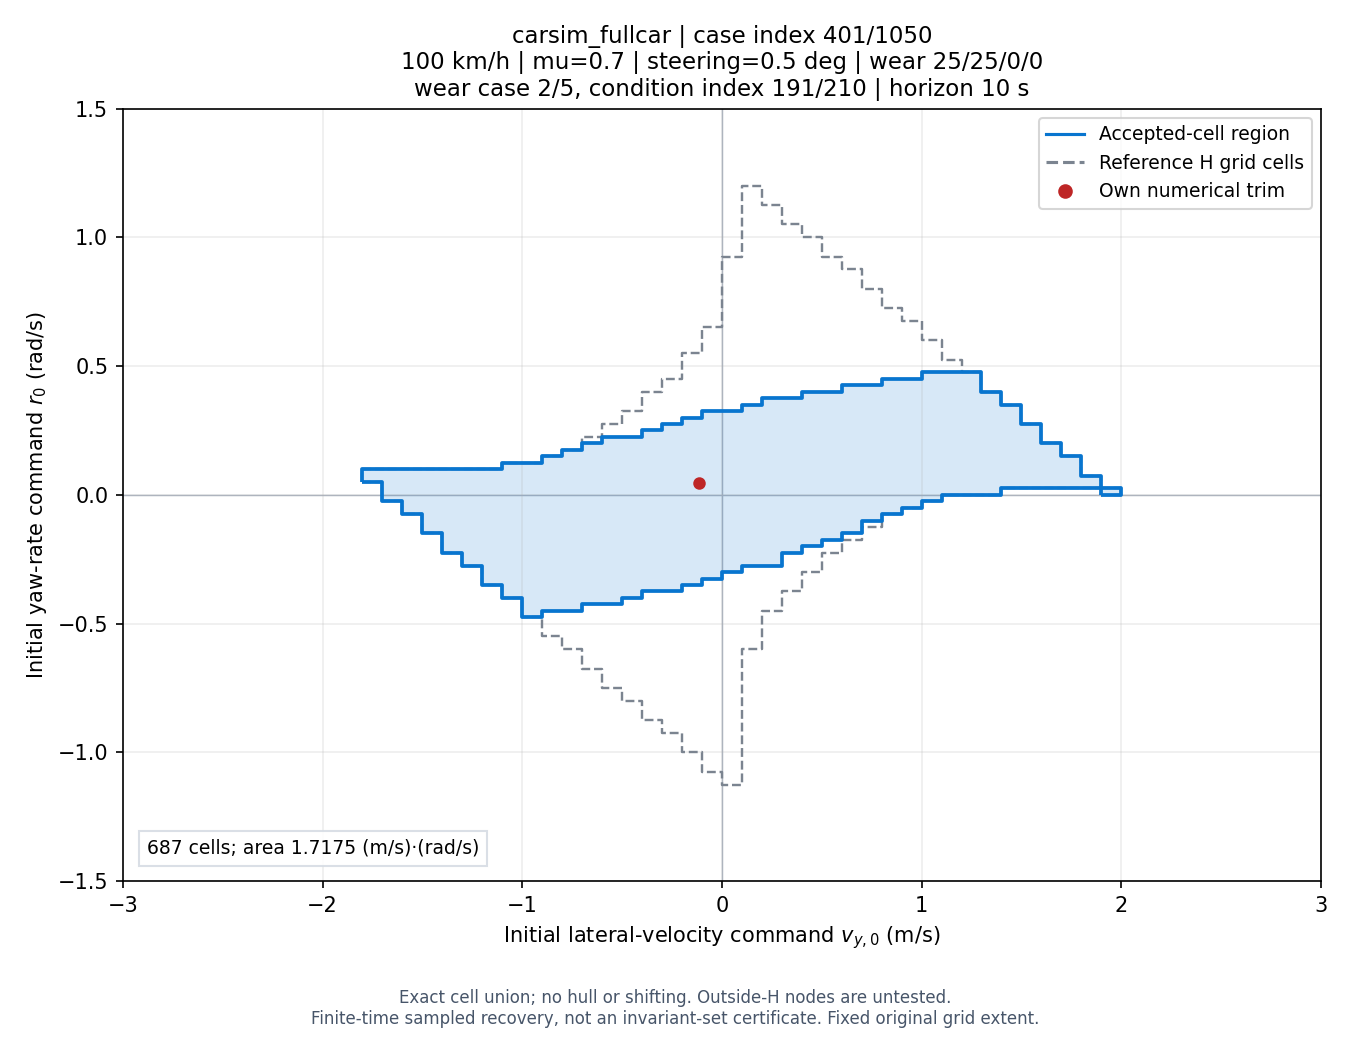 carsim_fullcar | case index 401/1050
100 km/h | mu=0.7 | steering=0.5 deg | wear 25/25/0/0
wear case 2/5, condition index 191/210 | horizon 10 s
1.5
1.0
0.5
0.0
−0.5
−1.0
−1.5
Initial yaw-rate command r0 (rad/s)
Accepted-cell region
Reference H grid cells
Own numerical trim
687 cells; area 1.7175 (m/s)·(rad/s)
−3
−2
−1
0
1
2
3
Initial lateral-velocity command vy, 0 (m/s)
Exact cell union; no hull or shifting. Outside-H nodes are untested.
Finite-time sampled recovery, not an invariant-set certificate. Fixed original grid extent.